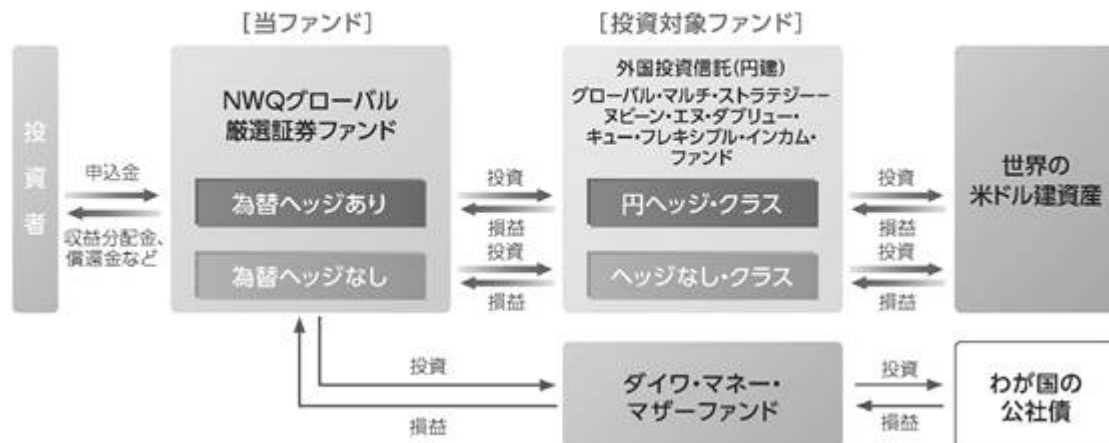 [当ファンド]
[投資対象ファンド]
投資者
申込金
収益分配金、
償還金など
NWQグローバル
厳選証券ファンド
為替ヘッジあり
為替ヘッジなし
投資
損益
投資
損益
外国投資信託(円建)
グローバル・マルチ・ストラテジー−
ヌビーン・エヌ・ダブリュー・
キュー・フレキシブル・インカム・
ファンド
円ヘッジ・クラス
ヘッジなし・クラス
投資
損益
投資
損益
世界の
米ドル建資産
投資
損益
ダイワ・マネー・
マザーファンド
投資
損益
わが国の
公社債